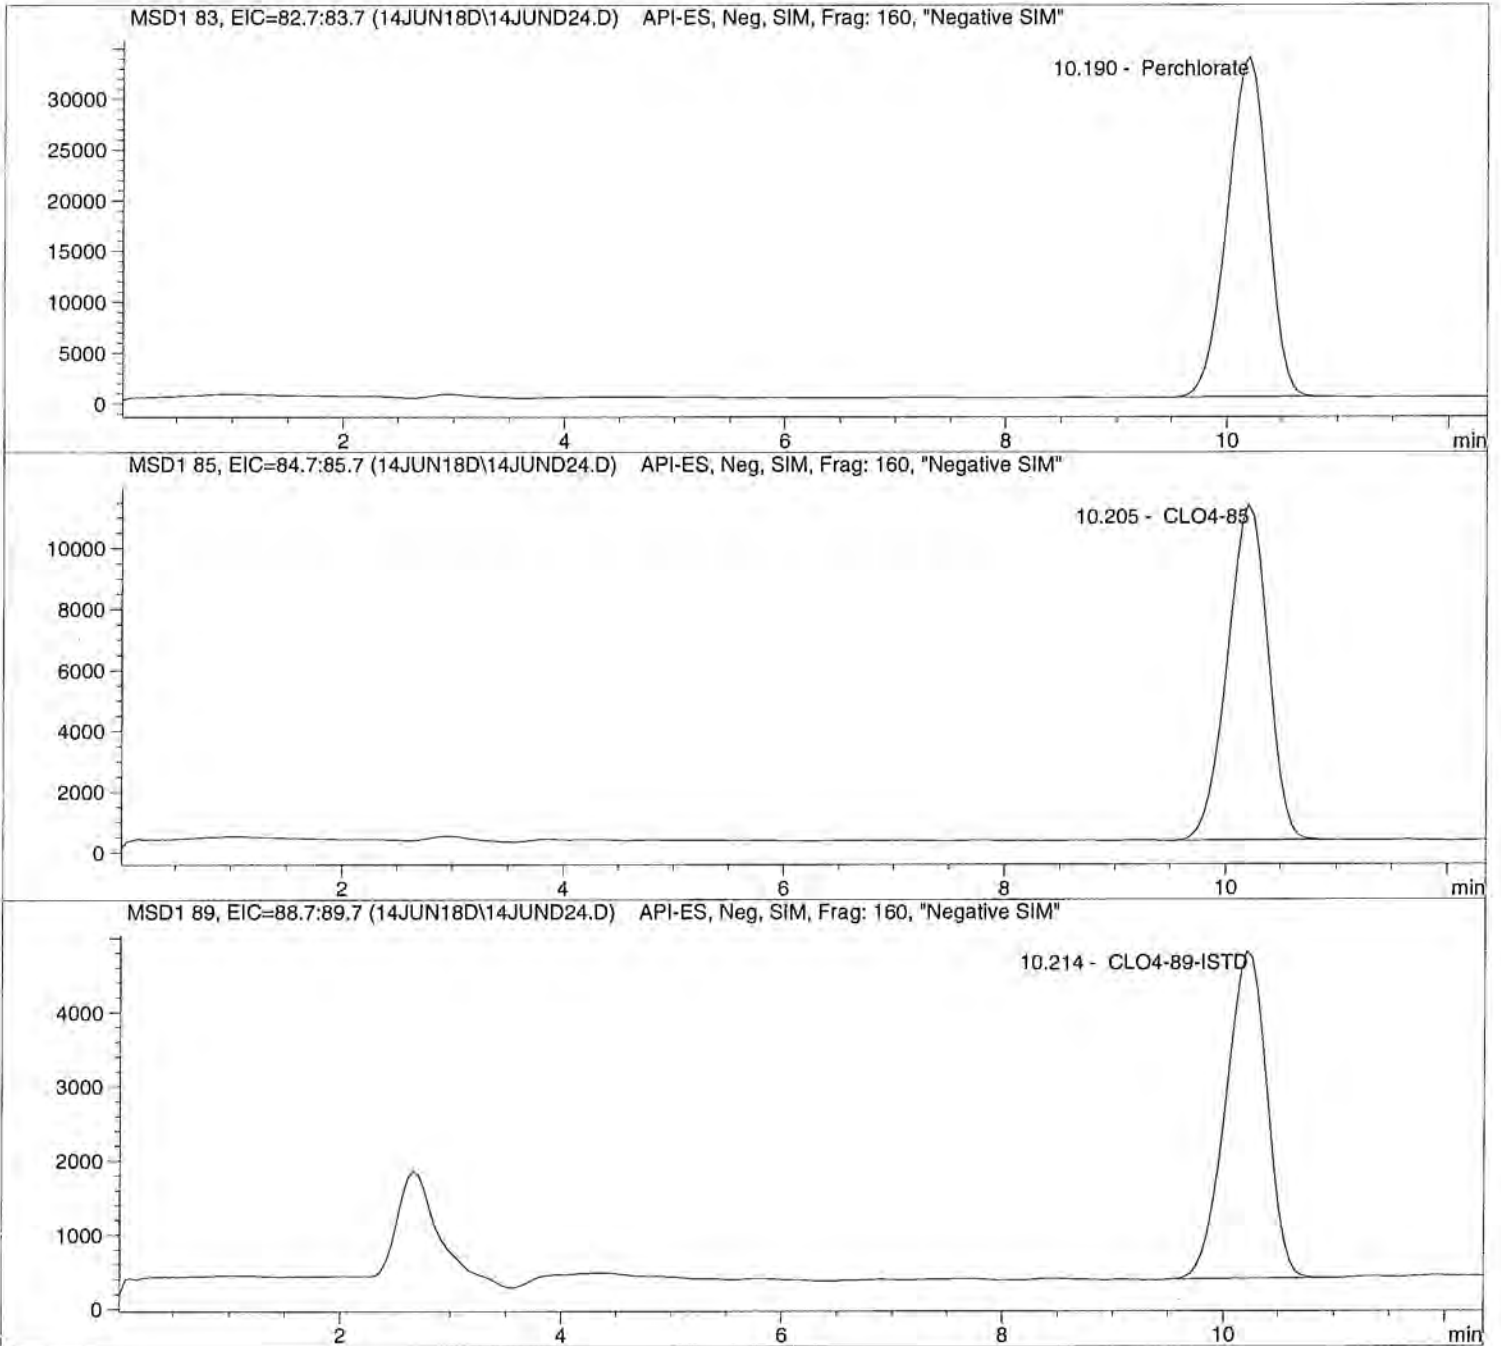 MSD1 83, EIC=82.7:83.7 (14JUN18D\14JUND24.D) API-ES, Neg, SIM, Frag: 160, "Negative SIM"
10.190 - Perchlorate
30000
25000
20000
15000
10000
5000
0
2 4 6 8 10 min
MSD1 85, EIC=84.7:85.7 (14JUN18D\14JUND24.D) API-ES, Neg, SIM, Frag: 160, "Negative SIM"
10.205 - CLO4-85
10000
8000
6000
4000
2000
0
2 4 6 8 10 min
MSD1 89, EIC=88.7:89.7 (14JUN18D\14JUND24.D) API-ES, Neg, SIM, Frag: 160, "Negative SIM"
10.214 - CLO4-89-ISTD
4000
3000
2000
1000
0
2 4 6 8 10 min